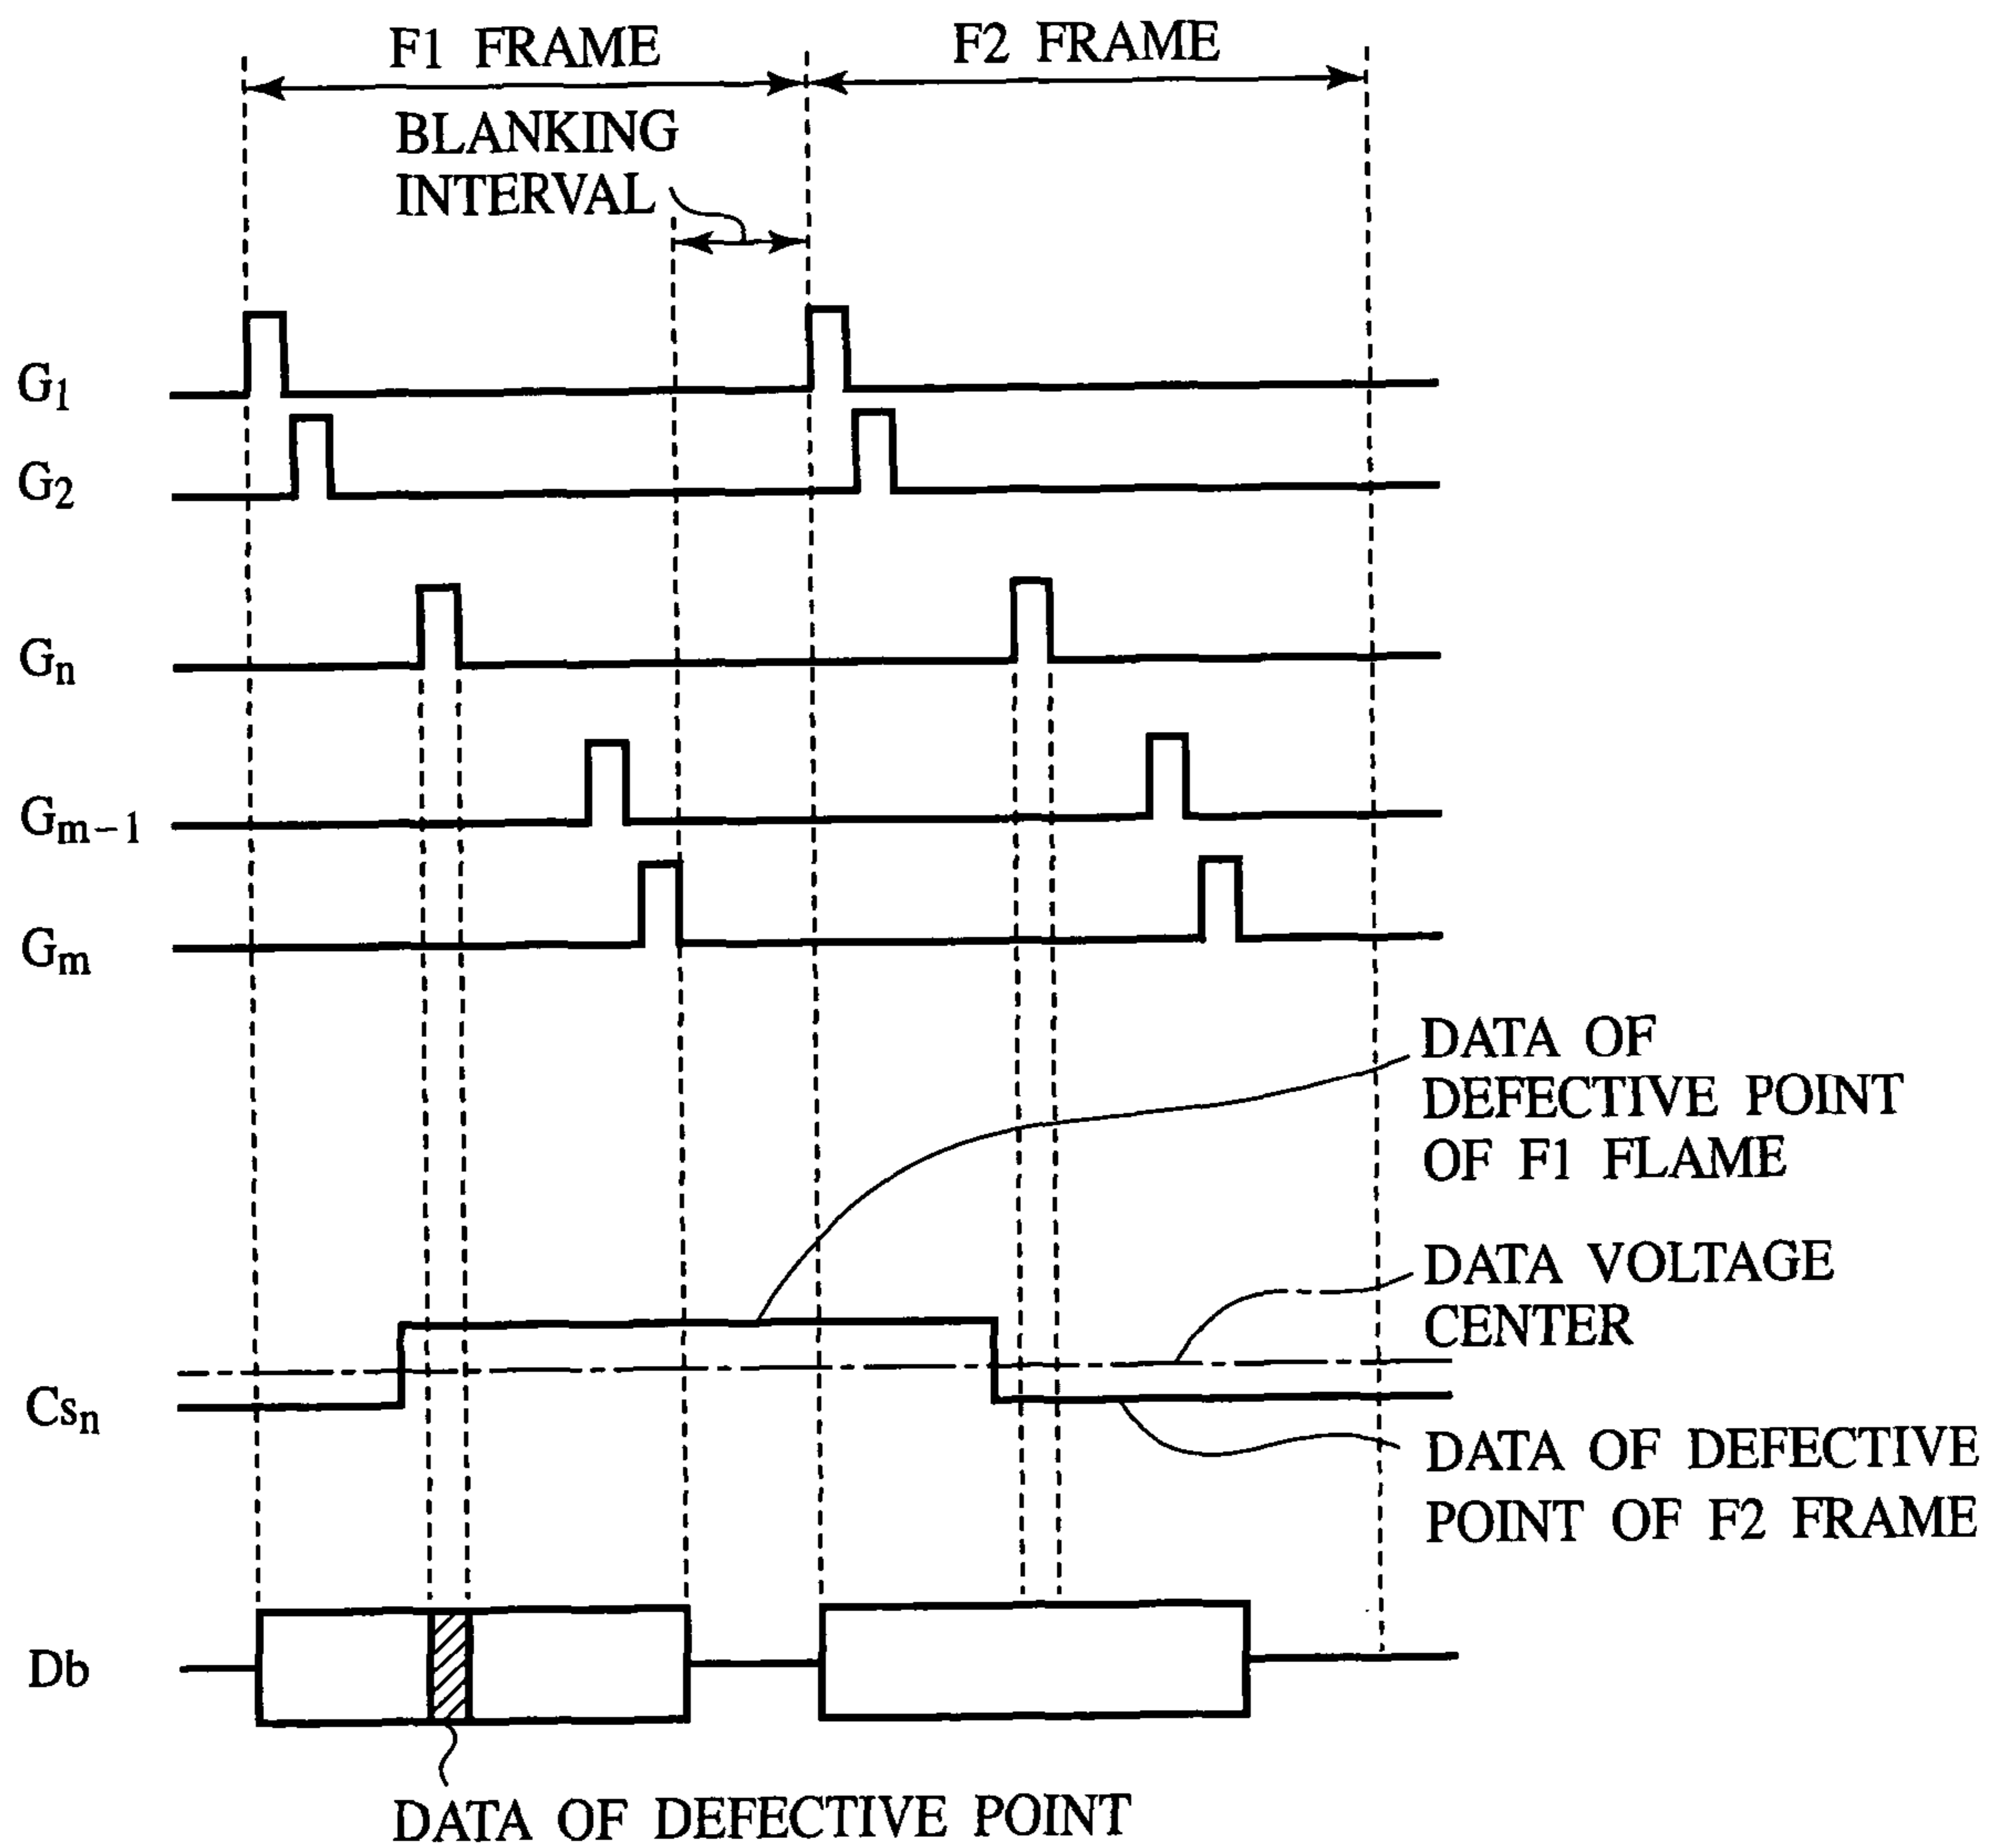 F1 FRAME
F2 FRAME
BLANKING
INTERVAL
G1
G2
Gn
Gm-1
Gm
DATA OF
DEFECTIVE POINT
OF F1 FLAME
DATA VOLTAGE
CENTER
Csn
DATA OF DEFECTIVE
POINT OF F2 FRAME
Db
DATA OF DEFECTIVE POINT